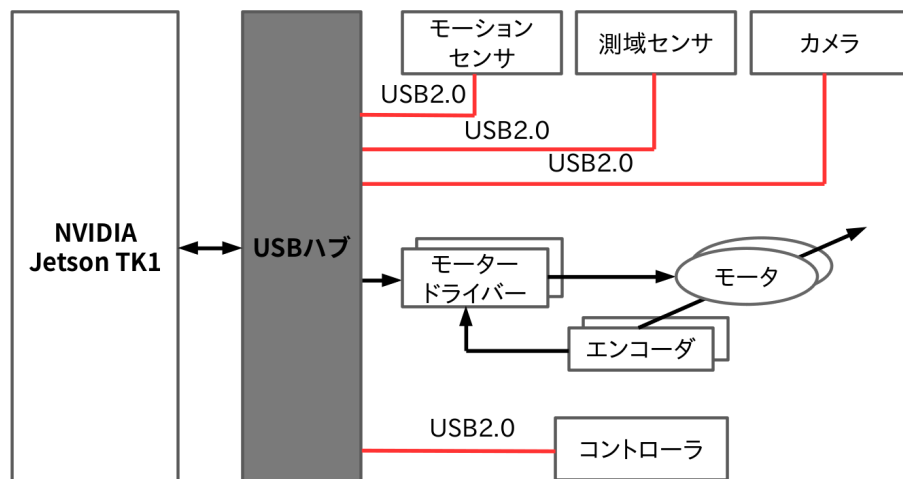 モーション
センサ
測域センサ
カメラ
USB2.0
USB2.0
USB2.0
NVIDIA
Jetson TK1
USBハブ
モーター
ドライバー
モータ
エンコーダ
USB2.0
コントローラ